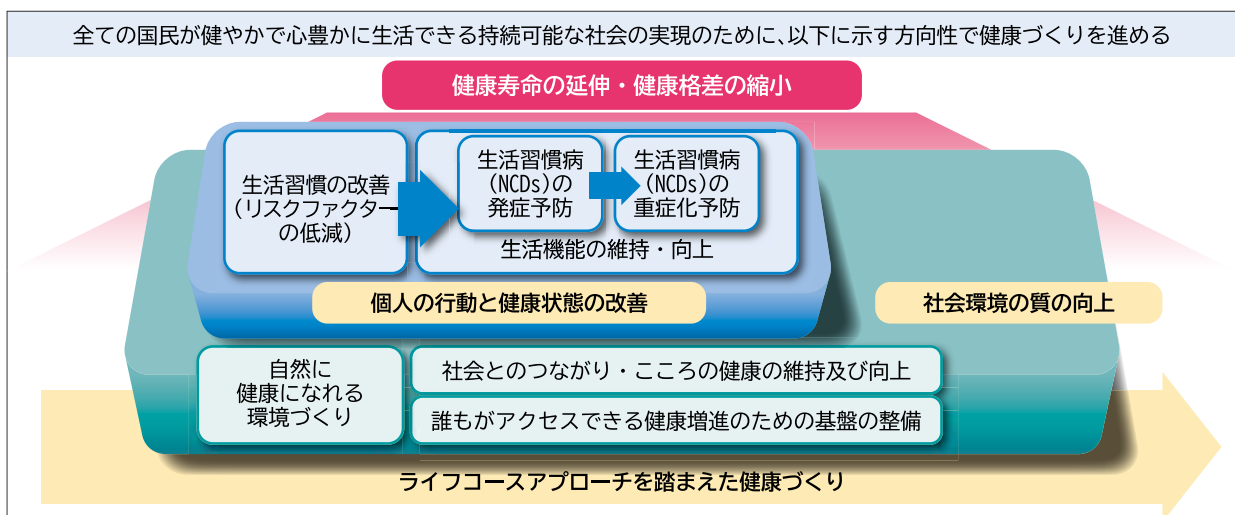 全ての国民が健やかで心豊かに生活できる持続可能な社会の実現のために、以下に示す方向性で健康づくりを進める
健康寿命の延伸・健康格差の縮小
生活習慣の改善
(リスクファクター
の低減)
生活習慣病
(NCDs)の
発症予防
生活習慣病
(NCDs)の
重症化予防
生活機能の維持・向上
個人の行動と健康状態の改善
社会環境の質の向上
自然に
健康になれる
環境づくり
社会とのつながり・こころの健康の維持及び向上
誰もがアクセスできる健康増進のための基盤の整備
ライフコースアプローチを踏まえた健康づくり